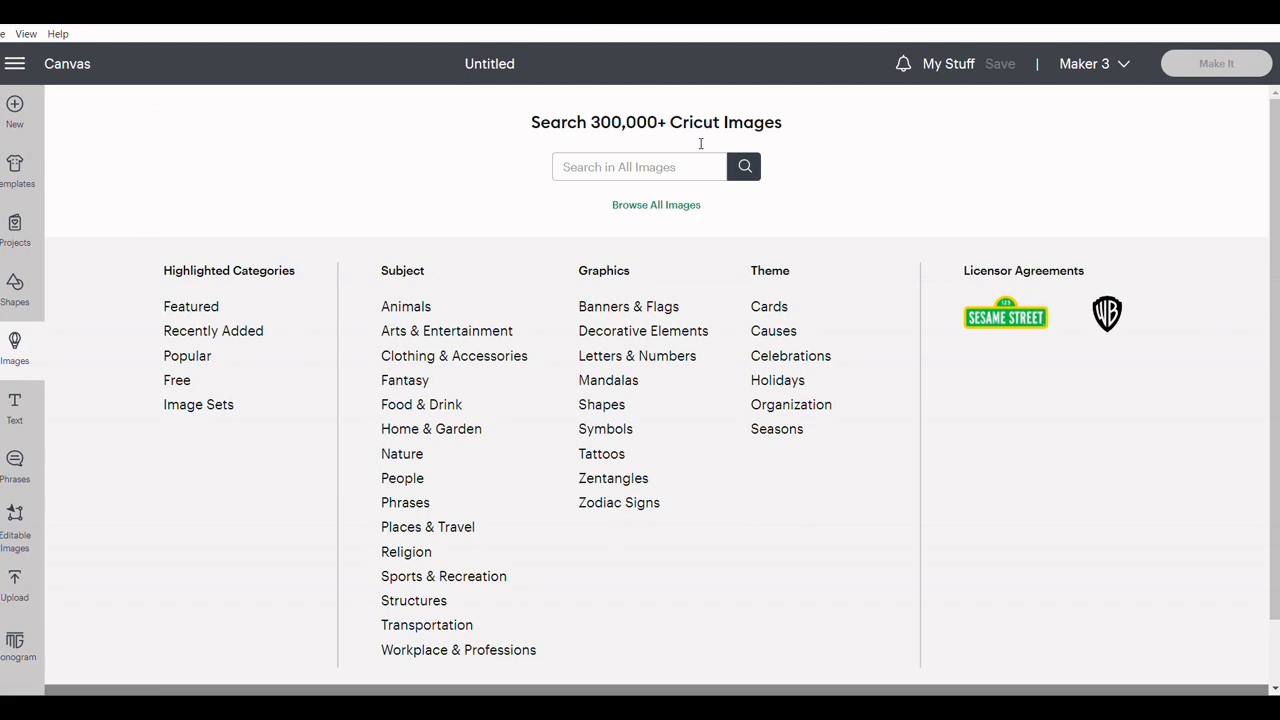 e View Help
Canvas Untitled My Stuff Save | Maker 3 Make It
New
emplates
Projects
Shapes
Images
Text
Phrases
Editable
Images
Upload
onogram
Search 300,000+ Cricut Images
Search in All Images
Browse All Images
Highlighted Categories
Featured
Recently Added
Popular
Free
Image Sets
Subject
Animals
Arts & Entertainment
Clothing & Accessories
Fantasy
Food & Drink
Home & Garden
Nature
People
Phrases
Places & Travel
Religion
Sports & Recreation
Structures
Transportation
Workplace & Professions
Graphics
Banners & Flags
Decorative Elements
Letters & Numbers
Mandalas
Shapes
Symbols
Tattoos
Zentangles
Zodiac Signs
Theme
Cards
Causes
Celebrations
Holidays
Organization
Seasons
Licensor Agreements
123
SESAME STREET
WB